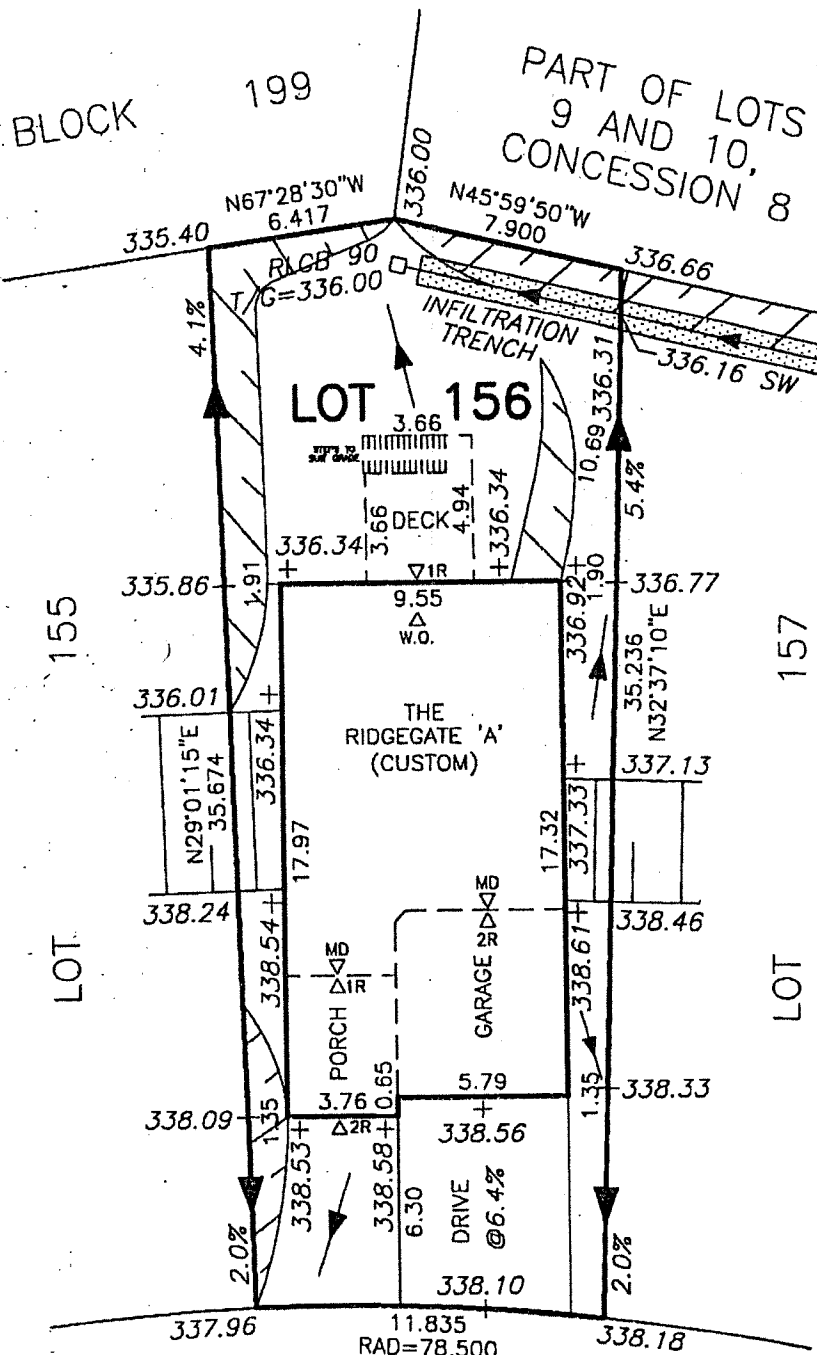 BLOCK 199
PART OF LOTS
9 AND 10,
CONCESSION 8
N67°28'30"W
6.417
336.00
N45°59'50"W
7.900
335.40
336.66
RLCB 90
T/G=336.00
INFILTRATION
TRENCH
336.16 SW
4.1%
336.31
LOT 156
3.66
10.69
5.4%
3.66
DECK
4.94
336.34
336.34
1R
335.86
1.91
9.55
W.O.
336.92
1.90
336.77
155
157
35.236
N32°37'10"E
336.01
THE
RIDGEGATE 'A'
(CUSTOM)
336.34
N29°01'15"E
35.674
337.13
337.33
17.97
17.32
338.24
338.54
MD
2R
338.46
338.61
LOT
LOT
MD
1R
PORCH
GARAGE
0.65
5.79
1.35
338.33
338.09
1.35
3.76
2R
338.56
338.53
338.58
6.30
DRIVE
@6.4%
2.0%
2.0%
338.10
337.96
11.835
RAD=78.500
338.18